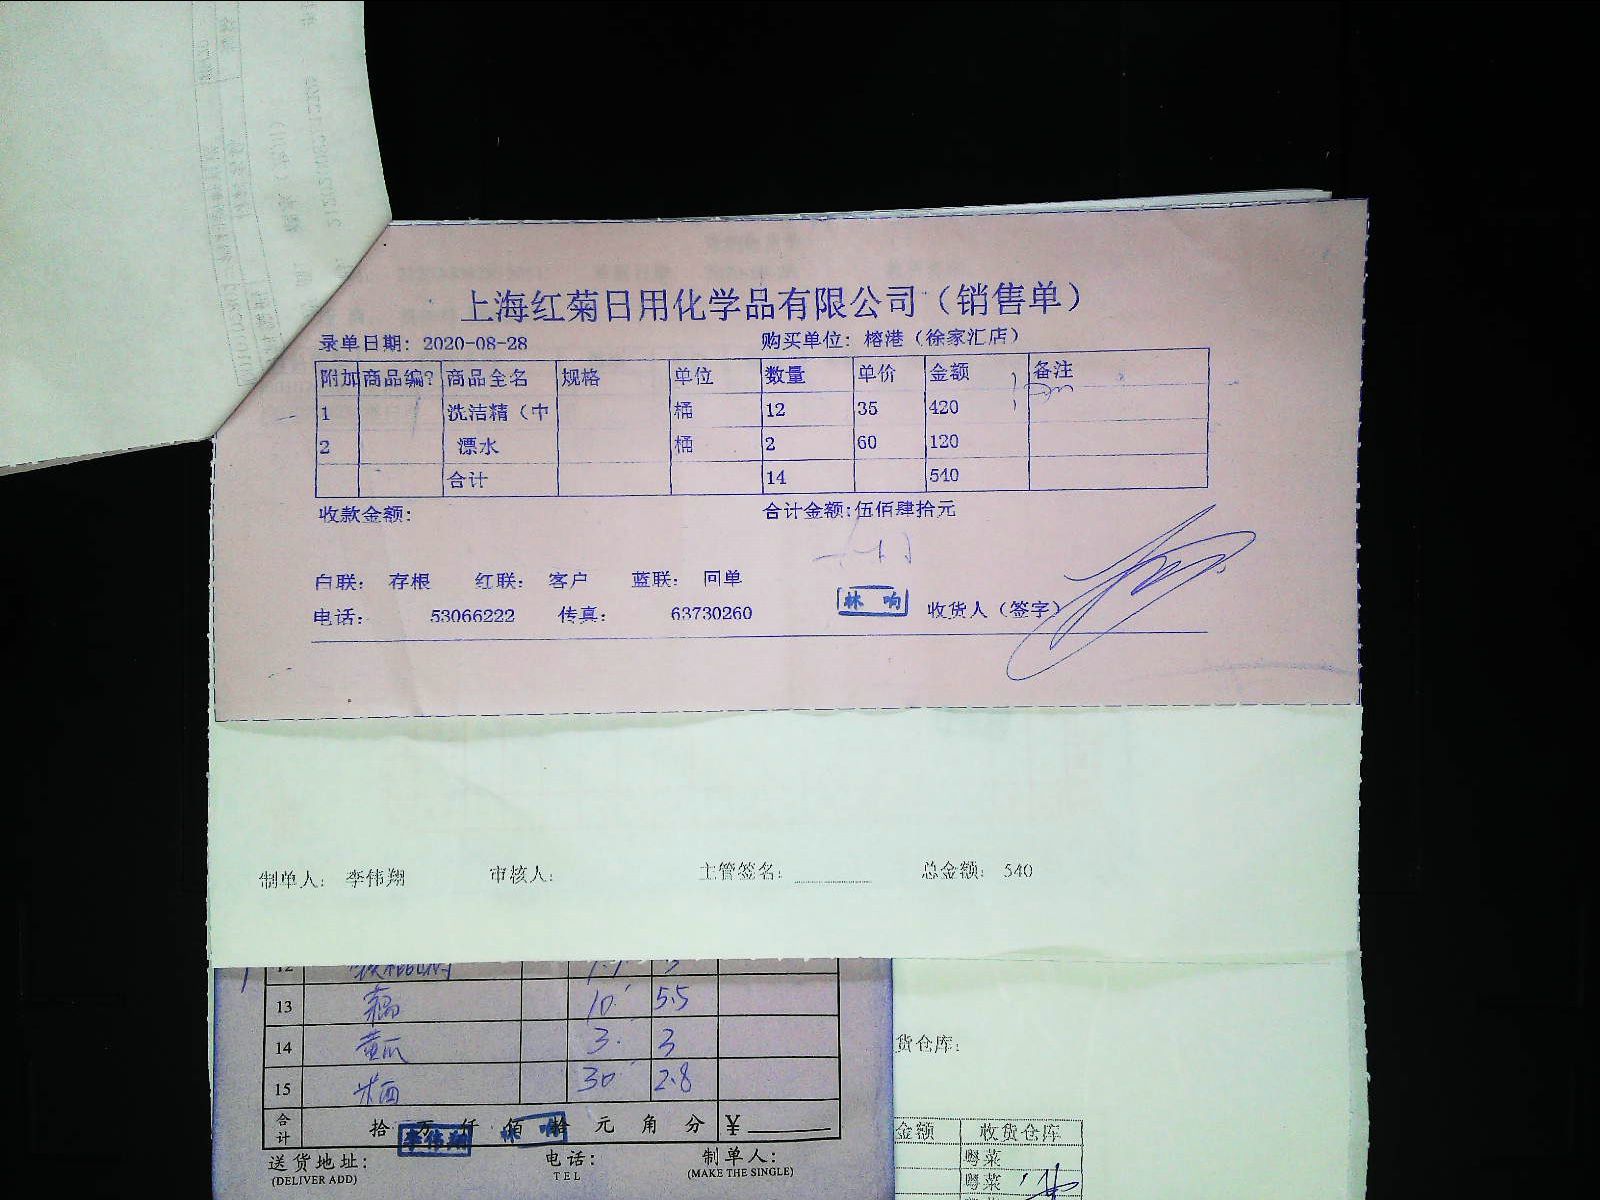 上海红菊日用化学品有限公司（销售单）
录单日期: 2020-08-28 购买单位: 榕港（徐家汇店）
附加 商品编? 商品全名 规格 单位 数量 单价 金额 备注
1 洗洁精（中 桶 12 35 420
2 漂水 桶 2 60 120
合计 14 540
收款金额: 合计金额:伍佰肆拾元
白联: 存根 红联: 客户 蓝联: 回单
电话: 53066222 传真: 63730260 林响 收货人（签字）
制单人: 李伟翔 审核人: 主管签名: 总金额: 540
12
13 藕 10 5.5
14 黄瓜 3 3
15 30 2.8
货仓库:
合计 拾 万 仟 佰 拾 元 角 分 ¥
李伟翔 林响
金额 收货仓库
送货地址: 电话: 制单人: 粤菜
(DELIVER ADD) TEL (MAKE THE SINGLE) 粤菜